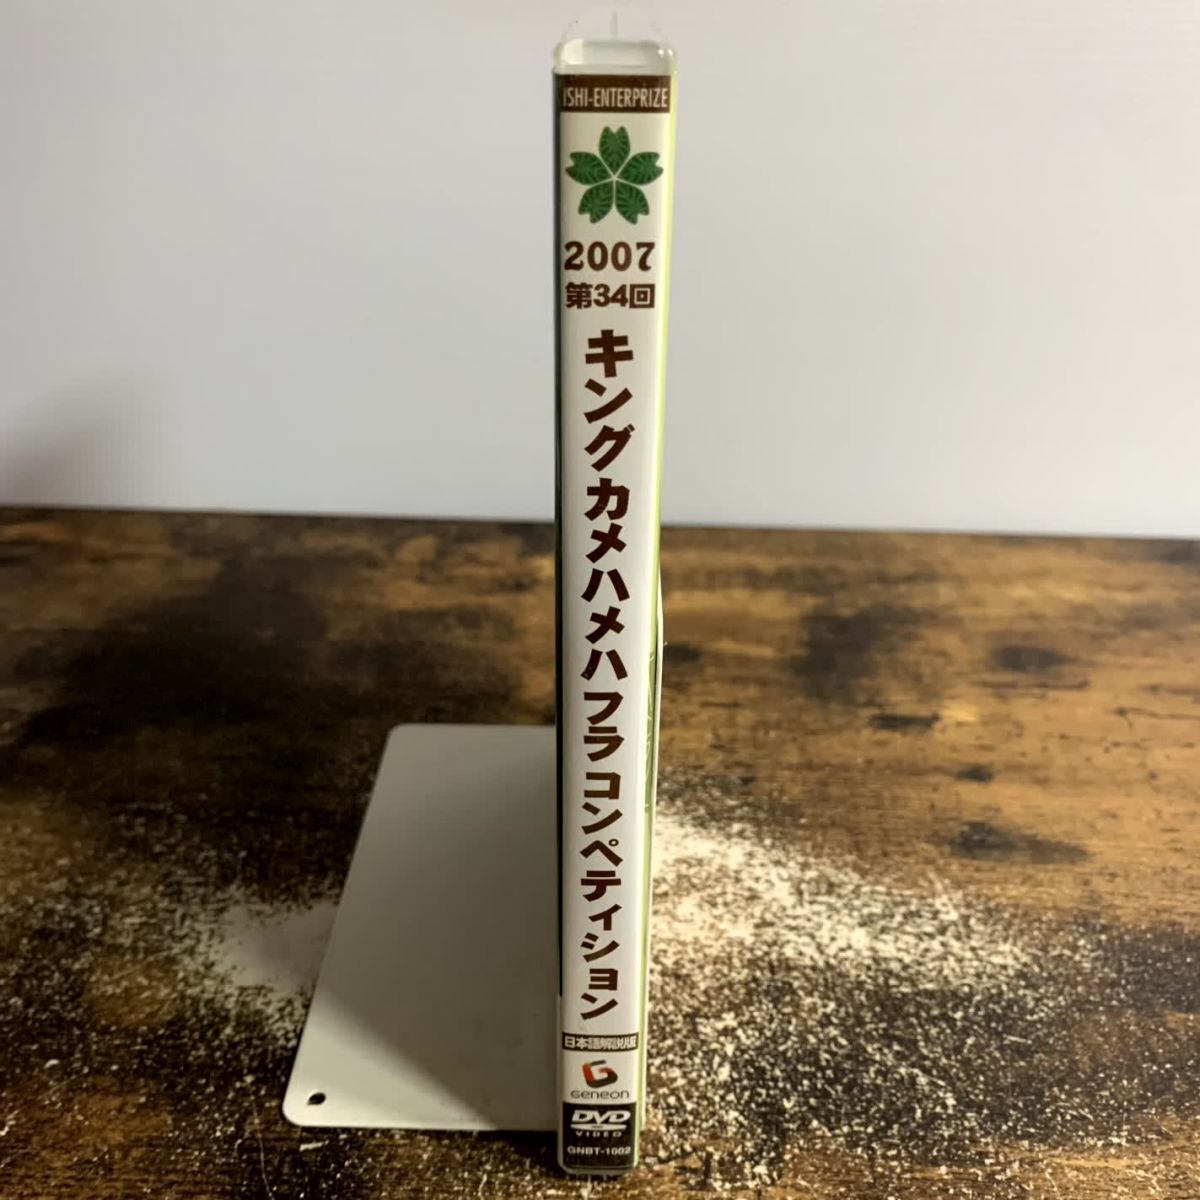 ISHI-ENTERPRIZE
2007
第34回
キングカメハメハフラコンペティション
日本語解説版
GENEON
DVD
VIDEO
GNBT-1002